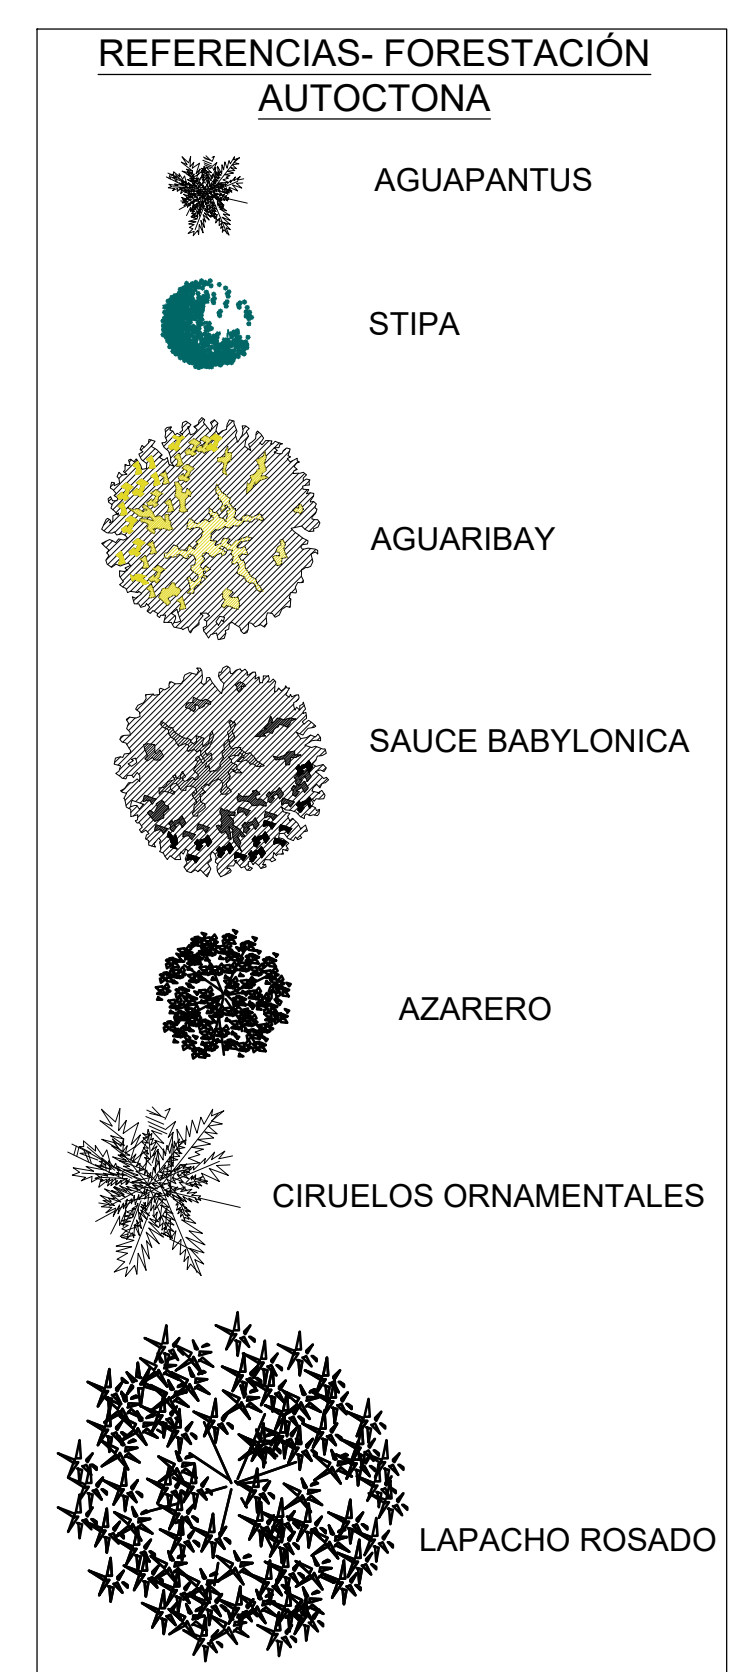 REFERENCIAS- FORESTACIÓN
AUTOCTONA
AGUAPANTUS
STIPA
AGUARIBAY
SAUCE BABYLONICA
AZARERO
CIRUELOS ORNAMENTALES
LAPACHO ROSADO